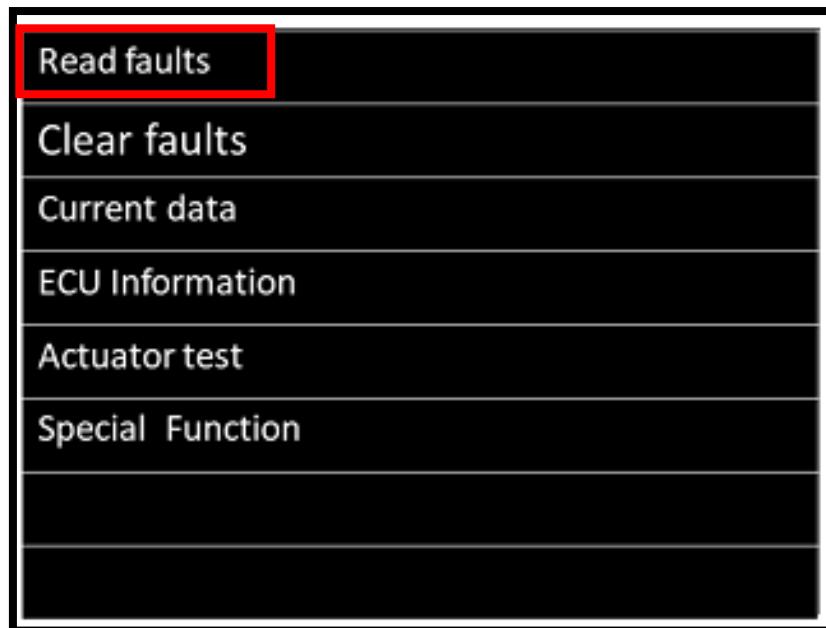 Read faults
Clear faults
Current data
ECU Information
Actuator test
Special Function